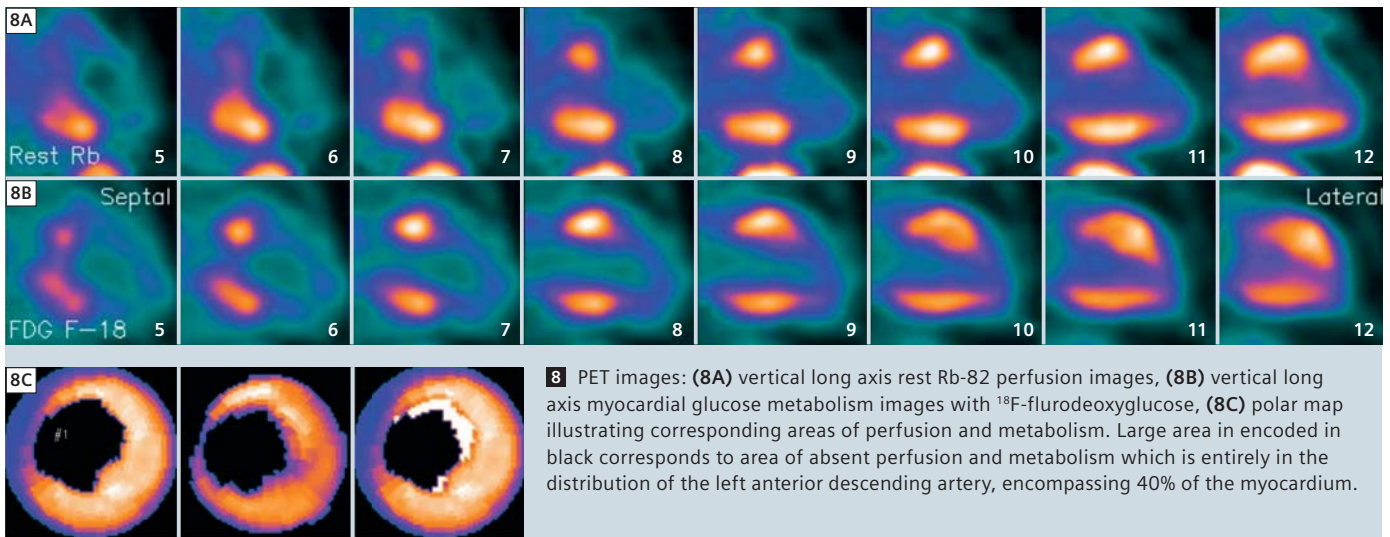 8A
Rest Rb 5 6 7 8 9 10 11 12
8B Septal Lateral
FDG F-18 5 6 7 8 9 10 11 12
8C
#1
8 PET images: (8A) vertical long axis rest Rb-82 perfusion images, (8B) vertical long
axis myocardial glucose metabolism images with ¹⁸F-flurodeoxyglucose, (8C) polar map
illustrating corresponding areas of perfusion and metabolism. Large area in encoded in
black corresponds to area of absent perfusion and metabolism which is entirely in the
distribution of the left anterior descending artery, encompassing 40% of the myocardium.